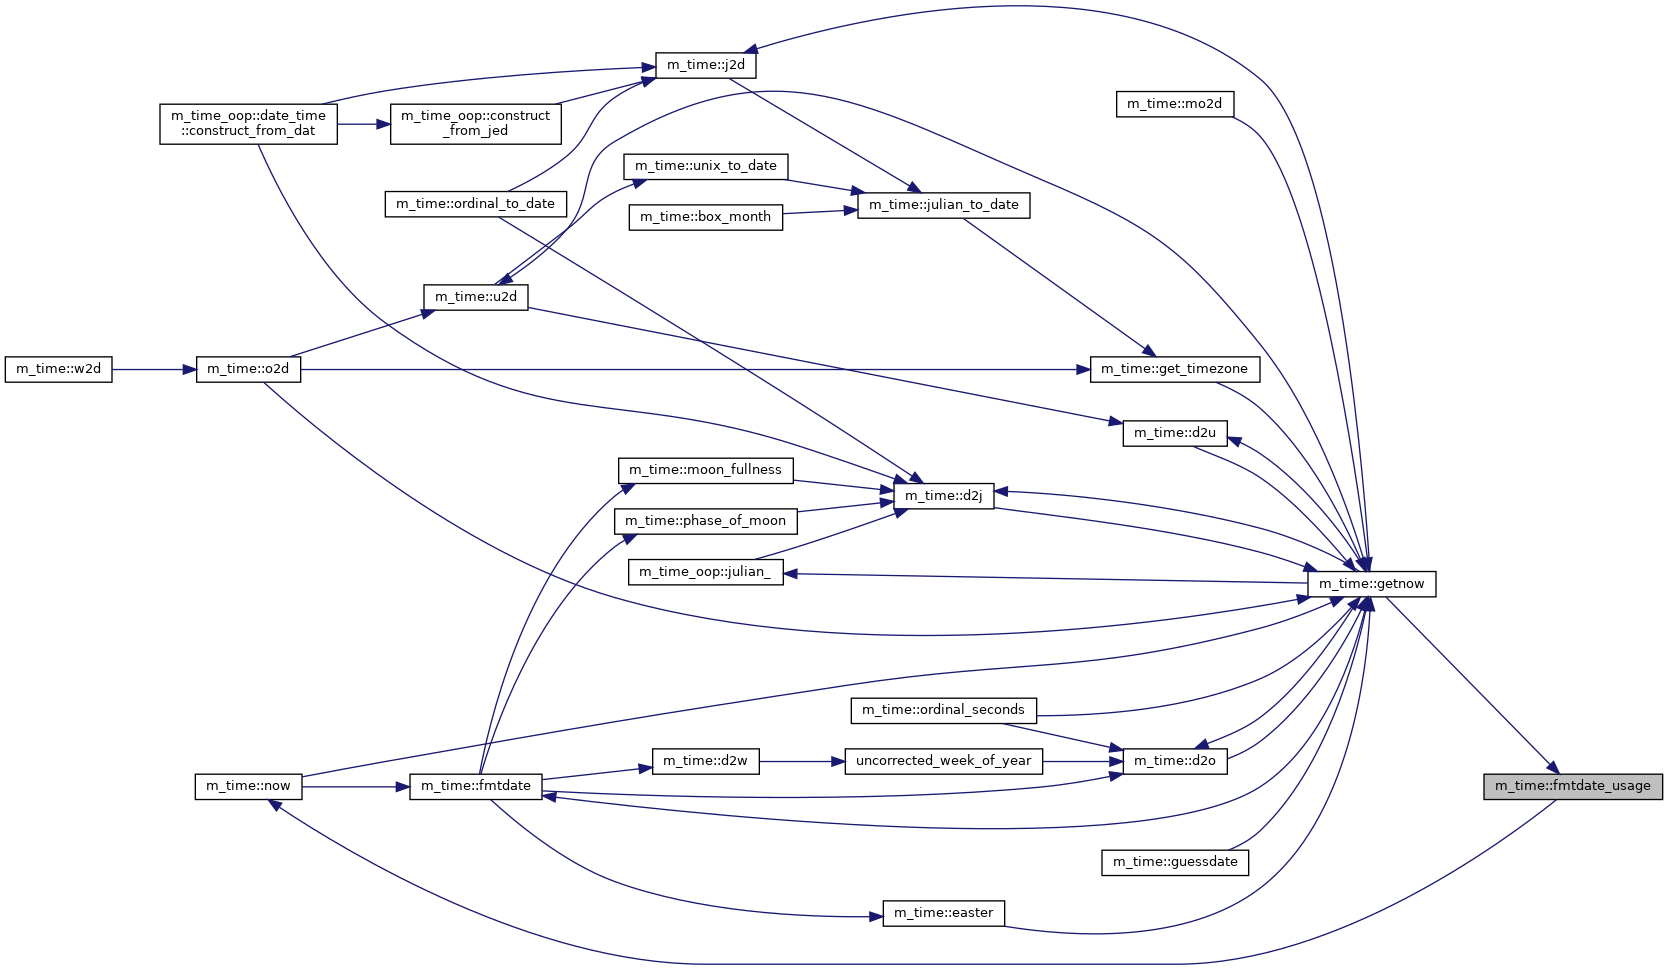 m_time::j2d
m_time::mo2d
m_time_oop::date_time
::construct_from_dat
m_time_oop::construct
_from_jed
m_time::unix_to_date
m_time::ordinal_to_date
m_time::julian_to_date
m_time::box_month
m_time::u2d
m_time::w2d
m_time::o2d
m_time::get_timezone
m_time::d2u
m_time::moon_fullness
m_time::d2j
m_time::phase_of_moon
m_time_oop::julian_
m_time::getnow
m_time::ordinal_seconds
m_time::d2w
uncorrected_week_of_year
m_time::d2o
m_time::now
m_time::fmtdate
m_time::fmtdate_usage
m_time::guessdate
m_time::easter